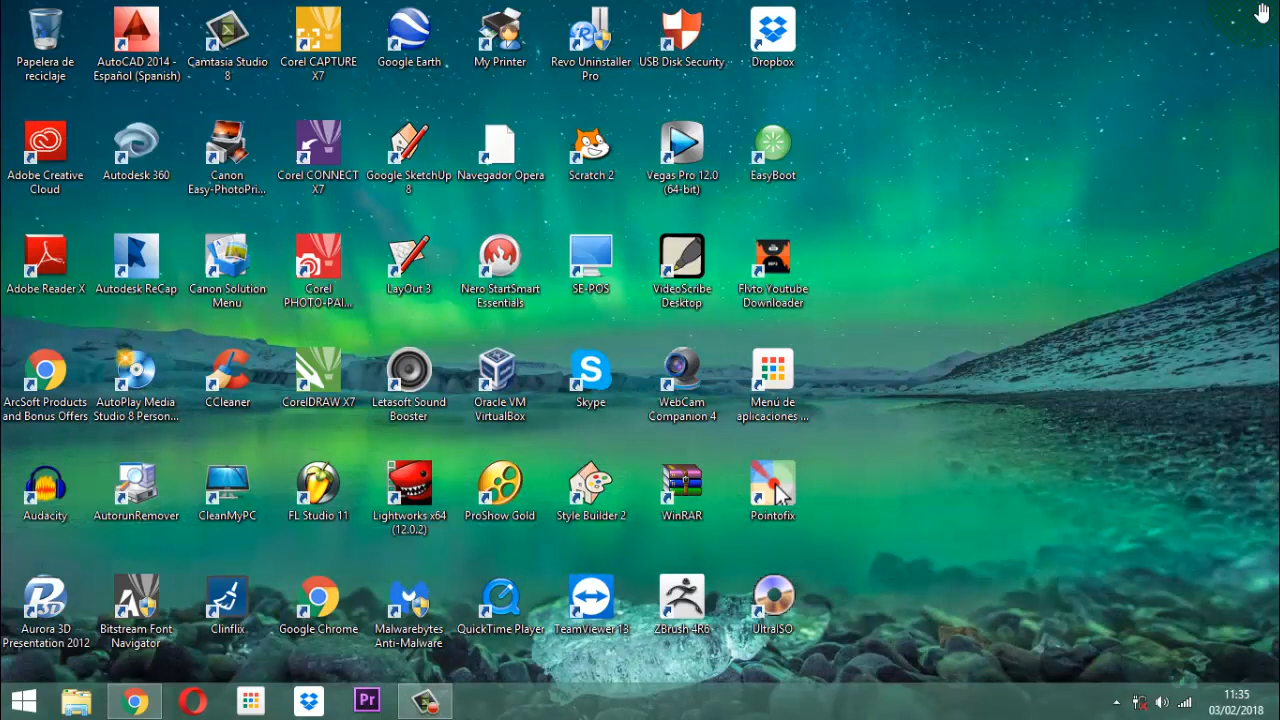 Papelera de
reciclaje
AutoCAD 2014 -
Español (Spanish)
Camtasia Studio
8
Corel CAPTURE
X7
Google Earth
My Printer
Revo Uninstaller
Pro
USB Disk Security
Dropbox
Adobe Creative
Cloud
Autodesk 360
Canon
Easy-PhotoPri...
Corel CONNECT
X7
Google SketchUp
8
Navegador Opera
Scratch 2
Vegas Pro 12.0
(64-bit)
EasyBoot
Adobe Reader X
Autodesk ReCap
Canon Solution
Menu
Corel
PHOTO-PAI...
LayOut 3
Nero StartSmart
Essentials
SE-POS
VideoScribe
Desktop
Flvto Youtube
Downloader
ArcSoft Products
and Bonus Offers
AutoPlay Media
Studio 8 Person...
CCleaner
CorelDRAW X7
Letasoft Sound
Booster
Oracle VM
VirtualBox
Skype
WebCam
Companion 4
Menú de
aplicaciones ...
Audacity
AutorunRemover
CleanMyPC
FL Studio 11
Lightworks x64
(12.0.2)
ProShow Gold
Style Builder 2
WinRAR
Pointofix
Aurora 3D
Presentation 2012
Bitstream Font
Navigator
Clinflix
Google Chrome
Malwarebytes
Anti-Malware
QuickTime Player
TeamViewer 13
ZBrush 4R6
UltraISO
Pr
11:35
03/02/2018